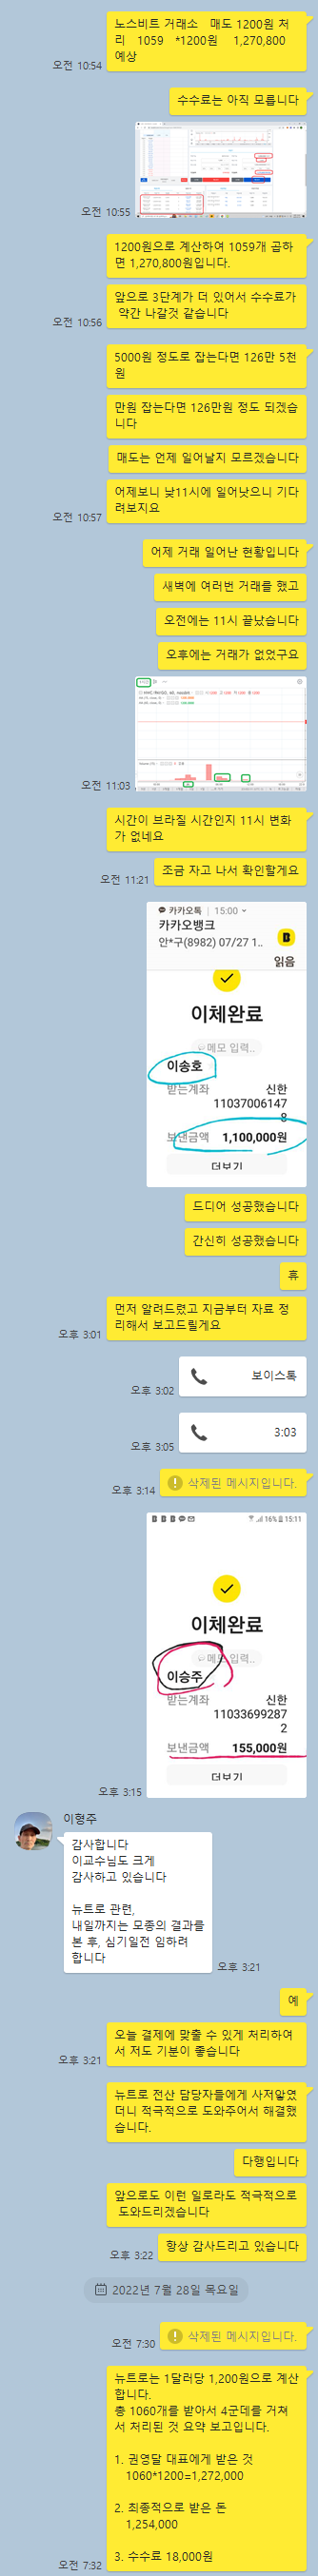 노스비트 거래소 매도 1200원 처
리 1059 *1200원 1,270,800
예상
오전 10:54
수수료는 아직 모릅니다
오전 10:55
1200원으로 계산하여 1059개 곱하
면 1,270,800원입니다.
앞으로 3단계가 더 있어서 수수료가
약간 나갈것 같습니다
오전 10:56
5000원 정도로 잡는다면 126만 5천
원
만원 잡는다면 126만원 정도 되겠습
니다
매도는 언제 일어날지 모르겠습니다
어제보니 낮11시에 일어낫으니 기다
려보지요
오전 10:57
어제 거래 일어난 현황입니다
새벽에 여러번 거래를 했고
오전에는 11시 끝났습니다
오후에는 거래가 없었구요
오전 11:03
시간이 브라질 시간인지 11시 변화
가 없네요
조금 자고 나서 확인할게요
오전 11:21
카카오톡 15:00
카카오뱅크
안*구(8982) 07/27 1..
읽음
이체완료
메모 입력..
이송호
받는계좌 신한
11037006147
8
보낸금액 1,100,000원
더보기
드디어 성공했습니다
간신히 성공했습니다
휴
먼저 알려드렸고 지금부터 자료 정
리해서 보고드릴게요
오후 3:01
보이스톡
오후 3:02
3:03
오후 3:05
삭제된 메시지입니다.
오후 3:14
16% 15:11
이체완료
메모 입력..
이승주
받는계좌 신한
11033699287
2
보낸금액 155,000원
더보기
오후 3:15
이형주
감사합니다
이교수님도 크게
감사하고 있습니다
뉴트로 관련,
내일까지는 모종의 결과를
본 후, 심기일전 임하려
합니다
오후 3:21
예
오늘 결제에 맞출 수 있게 처리하여
서 저도 기분이 좋습니다
오후 3:21
뉴트로 전산 담당자들에게 사저얗였
더니 적극적으로 도와주어서 해결했
습니다.
다행입니다
앞으로도 이런 일로라도 적극적으로
도와드리겠습니다
항상 감사드리고 있습니다
오후 3:22
2022년 7월 28일 목요일
삭제된 메시지입니다.
오전 7:30
뉴트로는 1달러당 1,200원으로 계산
합니다.
총 1060개를 받아서 4군데를 거쳐
서 처리된 것 요약 보고입니다.
1. 권영달 대표에게 받은 것
1060*1200=1,272,000
2. 최종적으로 받은 돈
1,254,000
3. 수수료 18,000원
오전 7:32